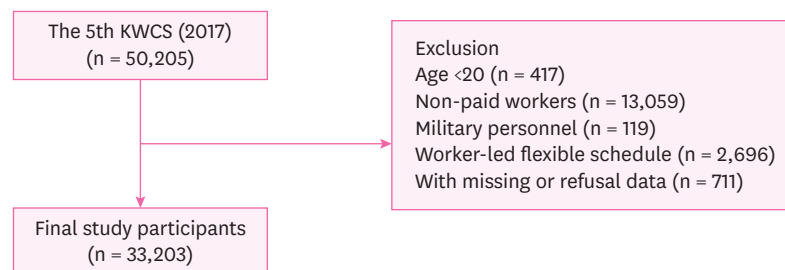 The 5th KWCS (2017)
(n = 50,205)
Exclusion
Age <20 (n = 417)
Non-paid workers (n = 13,059)
Military personnel (n = 119)
Worker-led flexible schedule (n = 2,696)
With missing or refusal data (n = 711)
Final study participants
(n = 33,203)